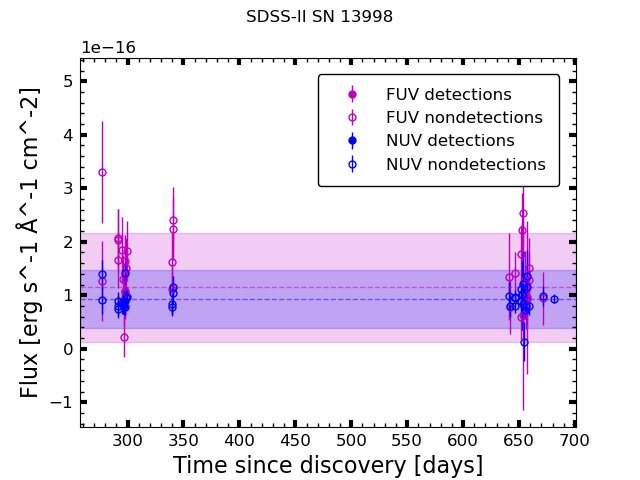 SDSS-II SN 13998
1e−16
FUV detections
FUV nondetections
NUV detections
NUV nondetections
5
4
3
2
1
0
−1
Flux [erg s^-1 Å^-1 cm^-2]
300 350 400 450 500 550 600 650 700
Time since discovery [days]